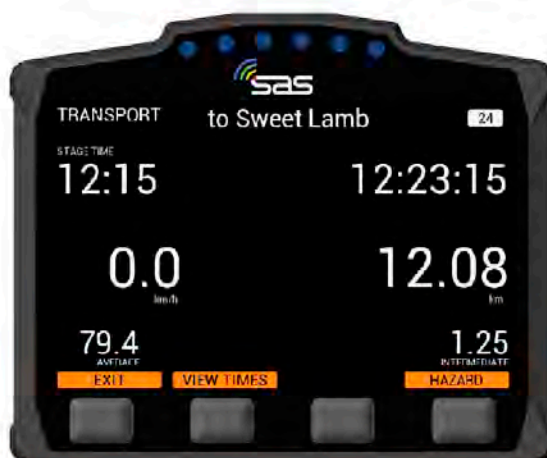 sas
TRANSPORT to Sweet Lamb 24
STAGE TIME
12:15 12:23:15
0.0 12.08
km/h km
79.4 1.25
AVERAGE INTERMEDIATE
EXIT VIEW TIMES HAZARD